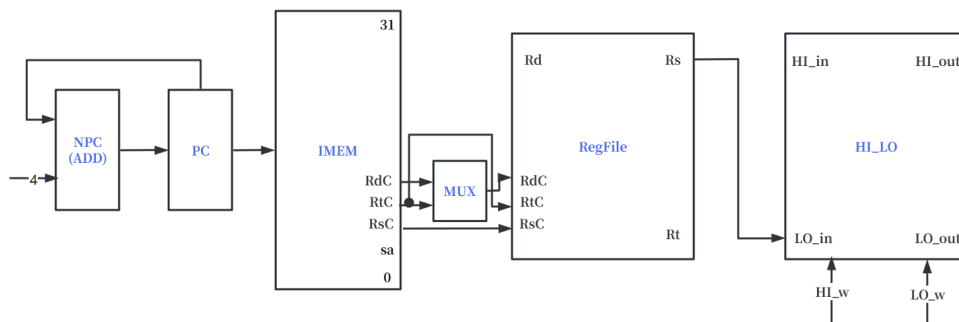 4
NPC
(ADD)
PC
31
IMEM
RdC
RtC
RsC
sa
0
MUX
Rd
Rs
RegFile
RdC
RtC
RsC
Rt
HI_in
HI_out
HI_LO
LO_in
LO_out
HI_w
LO_w